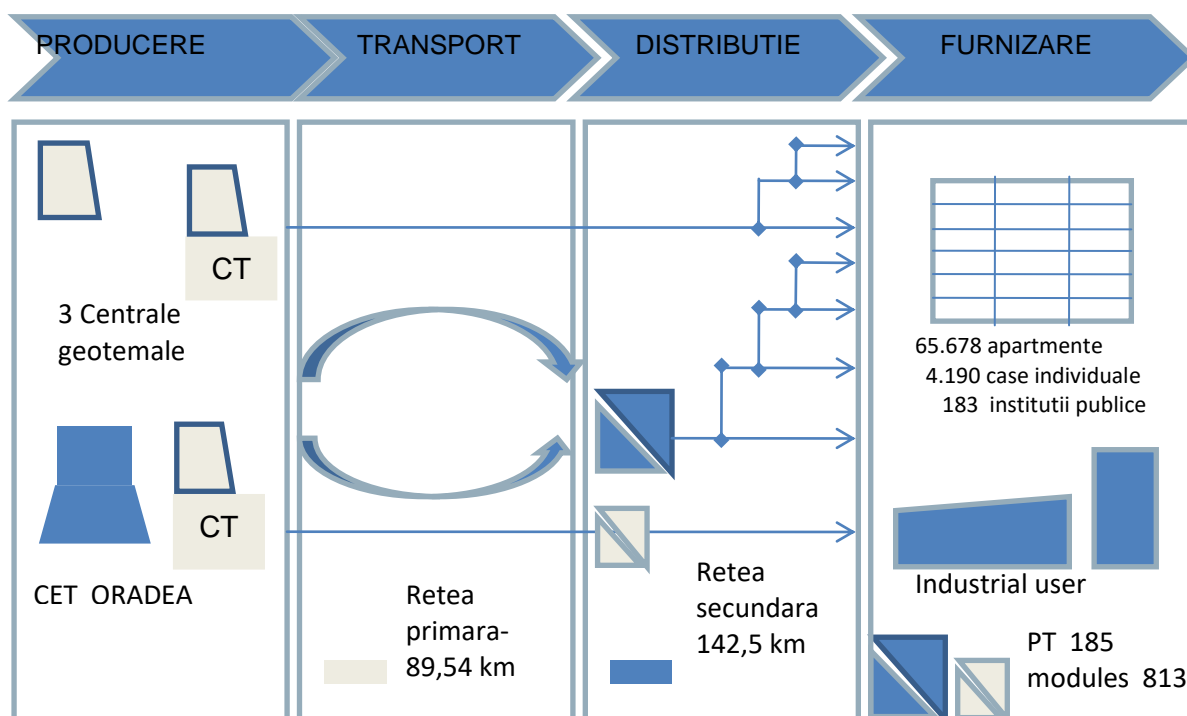 PRODUCERE
TRANSPORT
DISTRIBUTIE
FURNIZARE
CT
3 Centrale
geotemale
CT
CET ORADEA
Retea
primara-
89,54 km
Retea
secundara
142,5 km
65.678 apartmente
4.190 case individuale
183 institutii publice
Industrial user
PT 185
modules 813